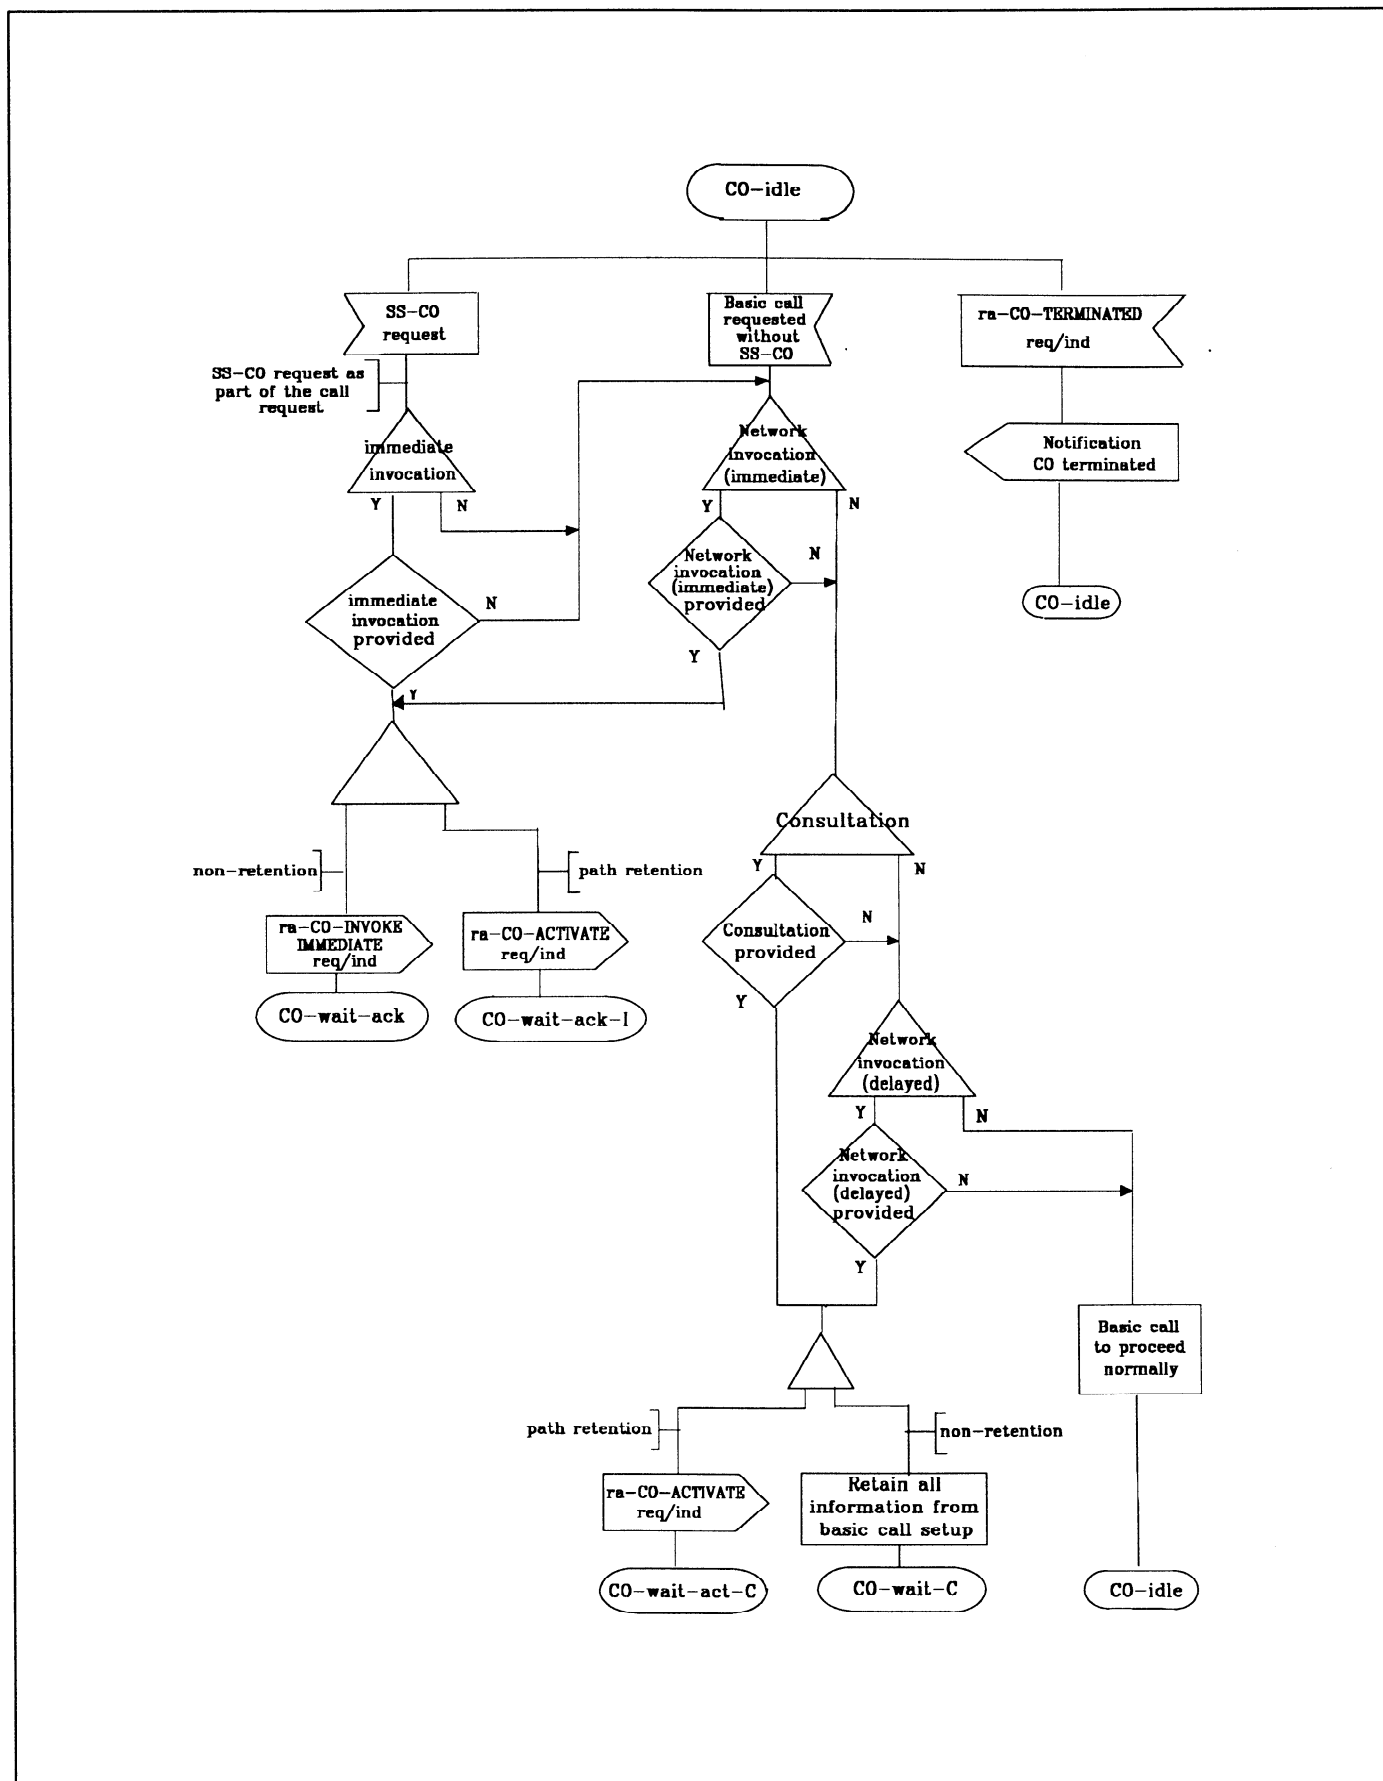 CO-idle
SS-CO
request
Basic call
requested
without
SS-CO
ra-CO-TERMINATED
req/ind
SS-CO request as
part of the call
request
immediate
invocation
Y
N
Network
invocation
(immediate)
Y
N
Notification
CO terminated
Network
invocation
(immediate)
provided
N
Y
immediate
invocation
provided
N
Y
CO-idle
Consultation
Y
N
non-retention
path retention
ra-CO-INVOKE
IMMEDIATE
req/ind
ra-CO-ACTIVATE
req/ind
Consultation
provided
N
Y
CO-wait-ack
CO-wait-ack-I
Network
invocation
(delayed)
Y
N
Network
invocation
(delayed)
provided
N
Y
Basic call
to proceed
normally
path retention
non-retention
ra-CO-ACTIVATE
req/ind
Retain all
information from
basic call setup
CO-wait-act-C
CO-wait-C
CO-idle